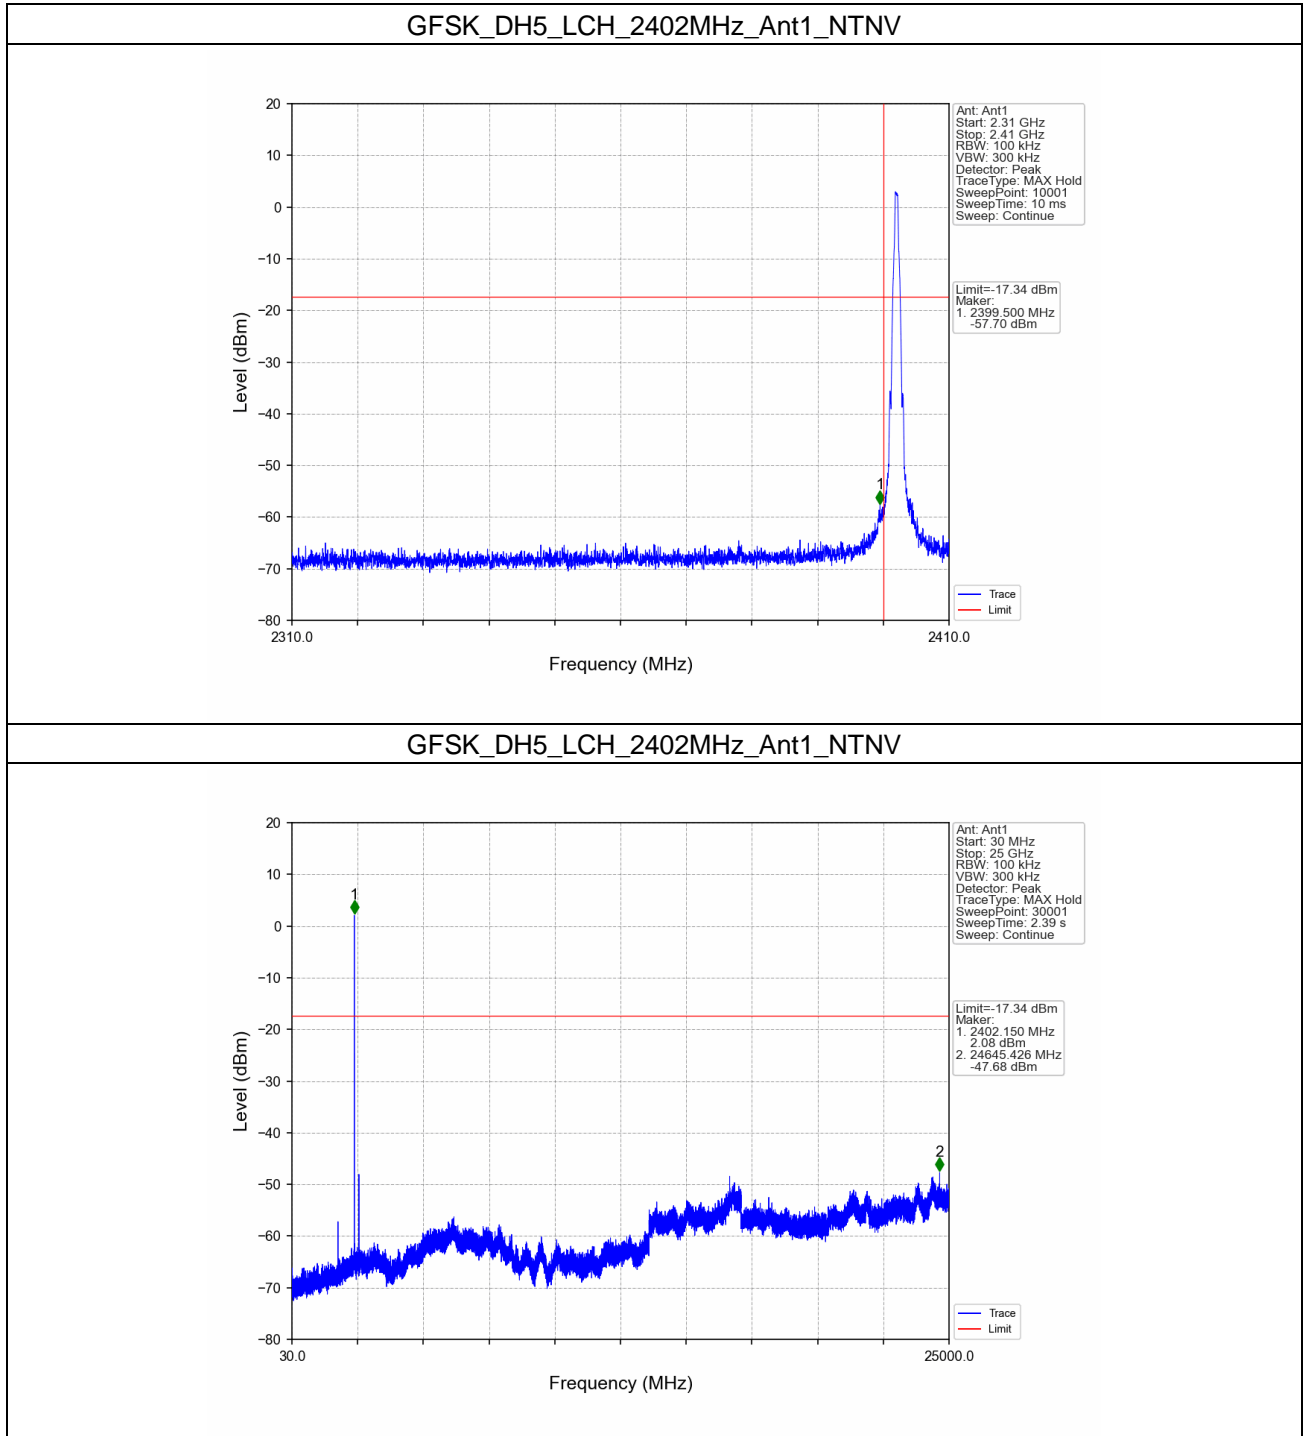 GFSK_DH5_LCH_2402MHz_Ant1_NTNV
20
10
0
−10
−20
−30
−40
−50
−60
−70
−80
Level (dBm)
2310.0
2410.0
Frequency (MHz)
1
Ant: Ant1
Start: 2.31 GHz
Stop: 2.41 GHz
RBW: 100 kHz
VBW: 300 kHz
Detector: Peak
TraceType: MAX Hold
SweepPoint: 10001
SweepTime: 10 ms
Sweep: Continue
Limit=-17.34 dBm
Maker:
1. 2399.500 MHz
-57.70 dBm
Trace
Limit
GFSK_DH5_LCH_2402MHz_Ant1_NTNV
20
10
0
−10
−20
−30
−40
−50
−60
−70
−80
Level (dBm)
30.0
25000.0
Frequency (MHz)
1
2
Ant: Ant1
Start: 30 MHz
Stop: 25 GHz
RBW: 100 kHz
VBW: 300 kHz
Detector: Peak
TraceType: MAX Hold
SweepPoint: 30001
SweepTime: 2.39 s
Sweep: Continue
Limit=-17.34 dBm
Maker:
1. 2402.150 MHz
2.08 dBm
2. 24645.426 MHz
-47.68 dBm
Trace
Limit